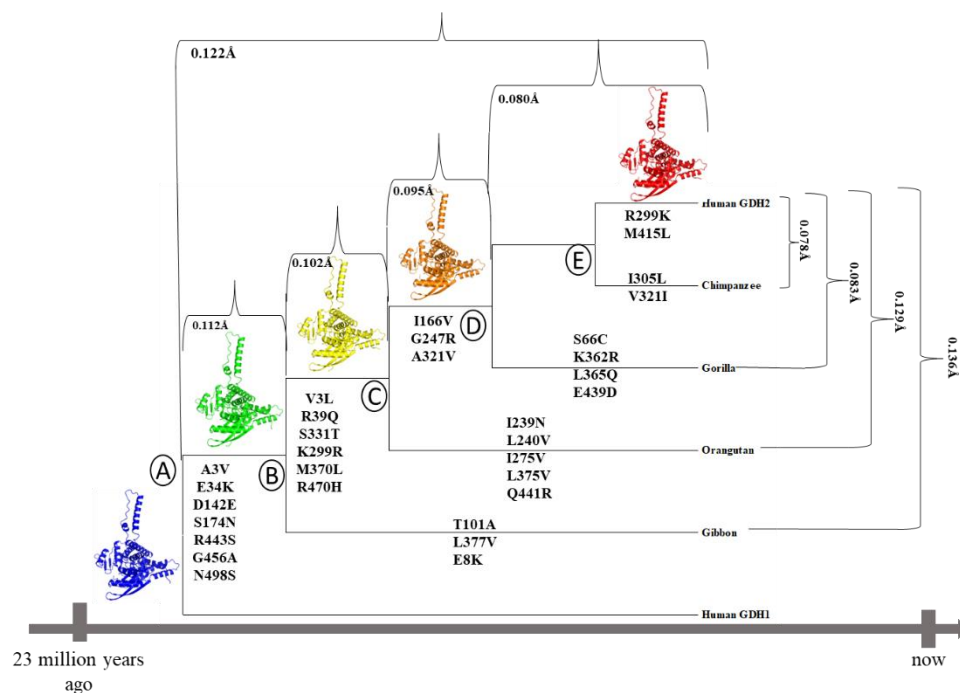 0.122Å
0.080Å
0.095Å
rfuman GDH2
R299K
M415L
0.078Å
0.102Å
E
I305L
V321I
Chimpanzee
0.083Å
0.112Å
I166V
G247R
A321V
D
S66C
K362R
L365Q
E439D
Gorilla
0.129Å
0.136Å
C
V3L
R39Q
S331T
K299R
M370L
R470H
I239N
L240V
I275V
L375V
Q441R
Orangutan
A
A3V
E34K
D142E
S174N
R443S
G456A
N498S
B
T101A
L377V
E8K
Gibbon
Human GDH1
23 million years
ago
now